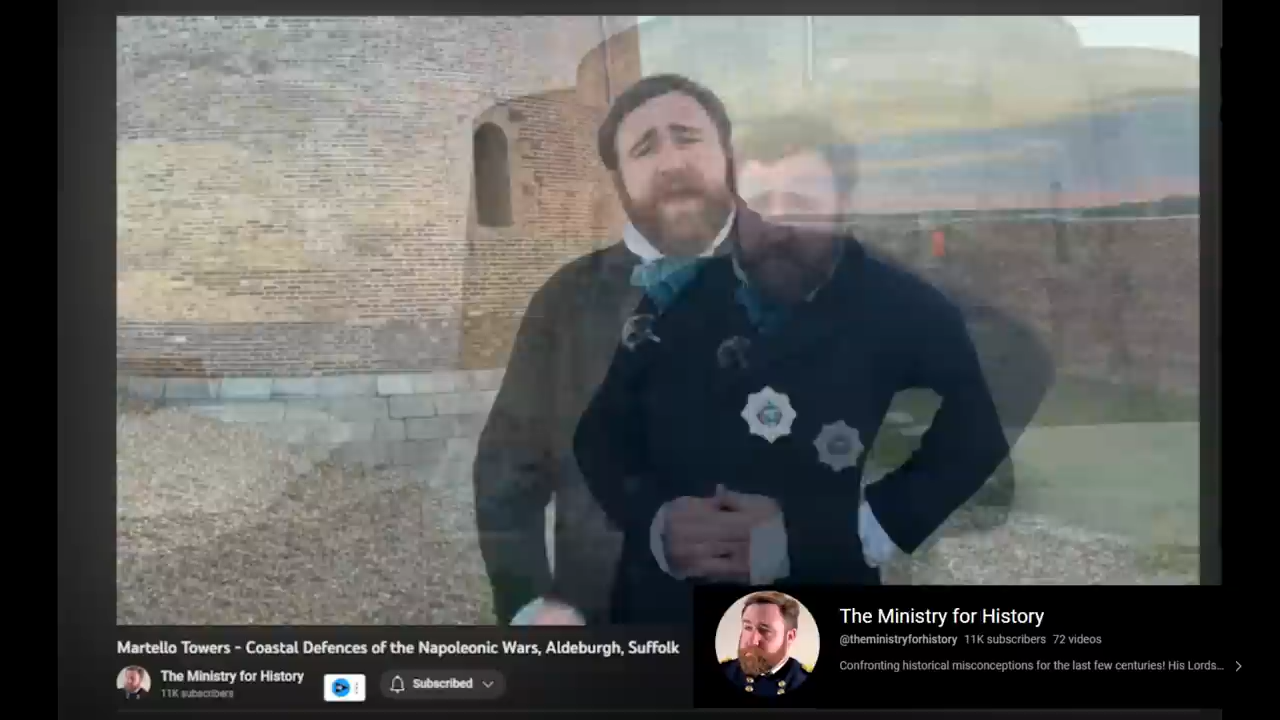 Martello Towers - Coastal Defences of the Napoleonic Wars, Aldeburgh, Suffolk
The Ministry for History
11K subscribers
Subscribed
The Ministry for History
@theministryforhistory 11K subscribers 72 videos
Confronting historical misconceptions for the last few centuries! His Lords...